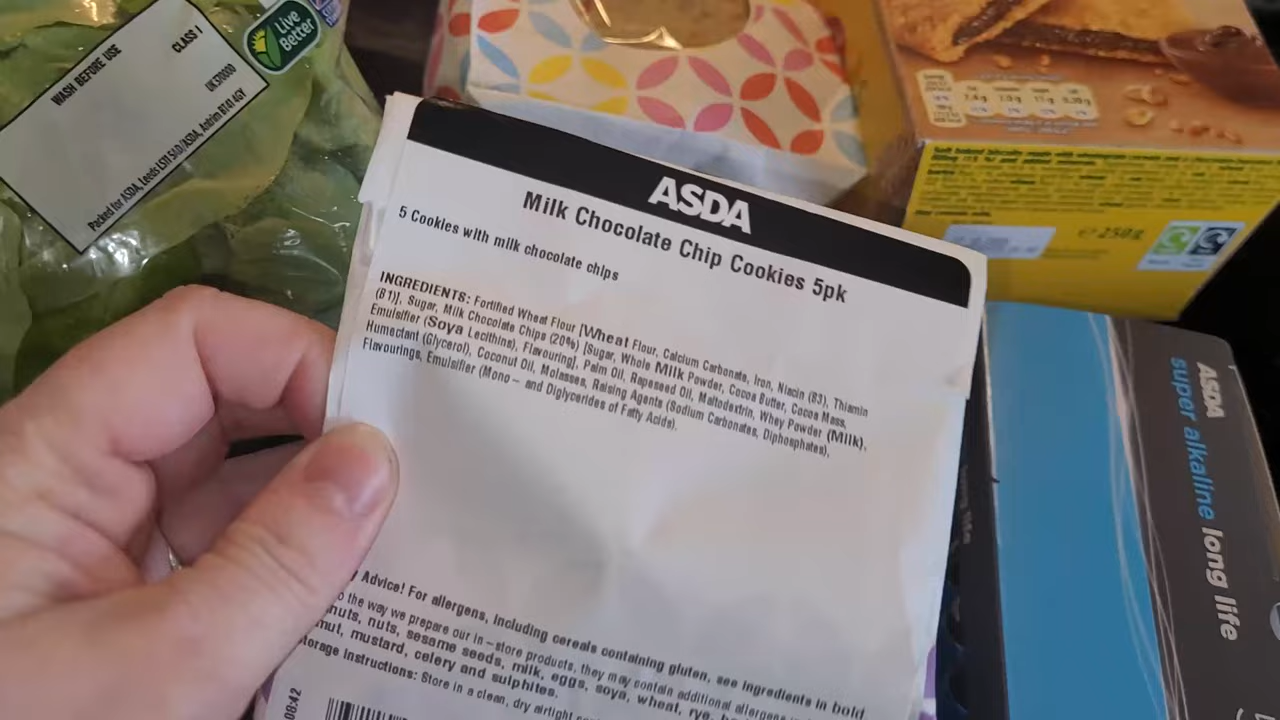 WASH BEFORE USE
CLASS I
UK370000
Packed for ASDA, Leeds LS11 5AD/ASDA, Antrim BT41 4GY
Live
Better
ASDA
Milk Chocolate Chip Cookies 5pk
5 Cookies with milk chocolate chips
INGREDIENTS: Fortified Wheat Flour [Wheat Flour, Calcium Carbonate, Iron, Niacin (B3), Thiamin
(B1)], Sugar, Milk Chocolate Chips (20%) [Sugar, Whole Milk Powder, Cocoa Butter, Cocoa Mass,
Emulsifier (Soya Lecithins), Flavouring], Palm Oil, Rapeseed Oil, Maltodextrin, Whey Powder (Milk),
Humectant (Glycerol), Coconut Oil, Molasses, Raising Agents (Sodium Carbonates, Diphosphates),
Flavourings, Emulsifier (Mono- and Diglycerides of Fatty Acids).
Advice! For allergens, including cereals containing gluten, see ingredients in bold
the way we prepare our in-store products, they may contain additional allergens
nuts, sesame seeds, milk, eggs, soya, wheat, rye,
mustard, celery and sulphites.
Instructions: Store in a clean, dry airtight
08:42
e 250g
ASDA
super alkaline long life